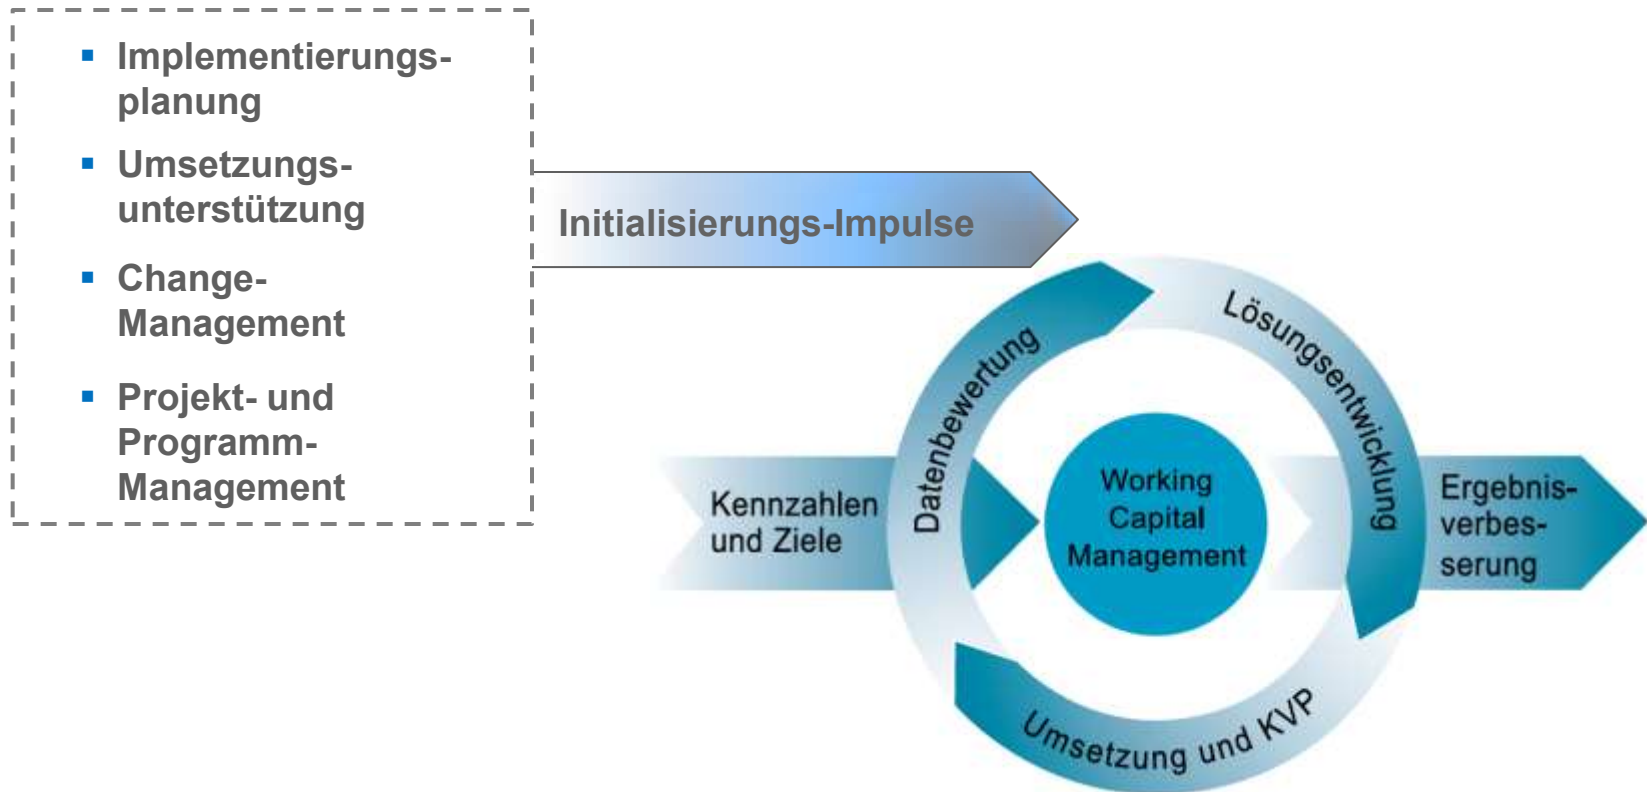 Implementierungs-
planung
Umsetzungs-
unterstützung
Change-
Management
Projekt- und
Programm-
Management
Initialisierungs-Impulse
Kennzahlen
und Ziele
Datenbewertung
Lösungsentwicklung
Umsetzung und KVP
Working
Capital
Management
Ergebnis-
verbes-
serung